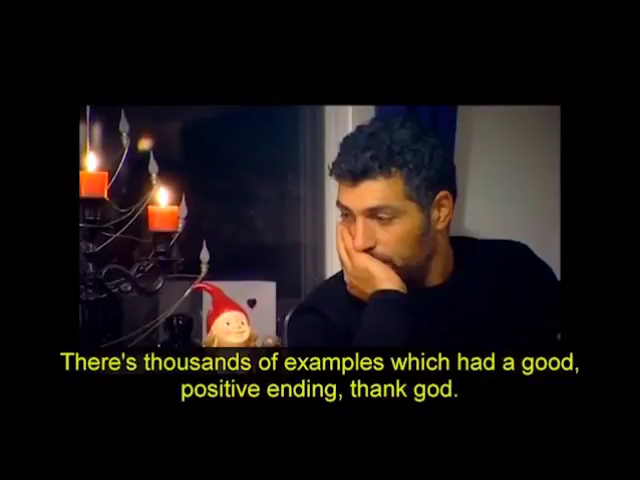 There's thousands of examples which had a good,
positive ending, thank god.